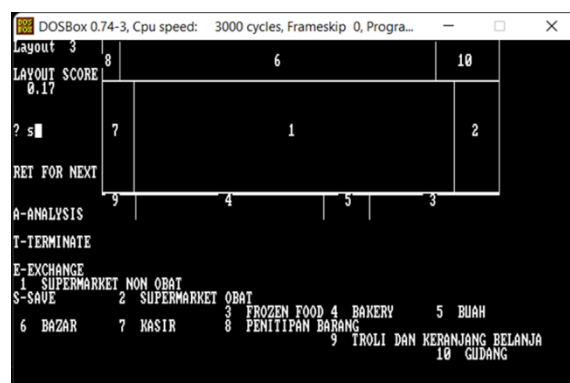 DOSBox 0.74-3, Cpu speed: 3000 cycles, Frameskip 0, Progra...
Layout 3
8 6 10
LAYOUT SCORE
0.17
? s 7 1 2
RET FOR NEXT
9 4 5 3
A-ANALYSIS
T-TERMINATE
E-EXCHANGE
1 SUPERMARKET NON OBAT
S-SAVE 2 SUPERMARKET OBAT
3 FROZEN FOOD 4 BAKERY 5 BUAH
6 BAZAR 7 KASIR 8 PENITIPAN BARANG
9 TROLI DAN KERANJANG BELANJA
10 GUDANG